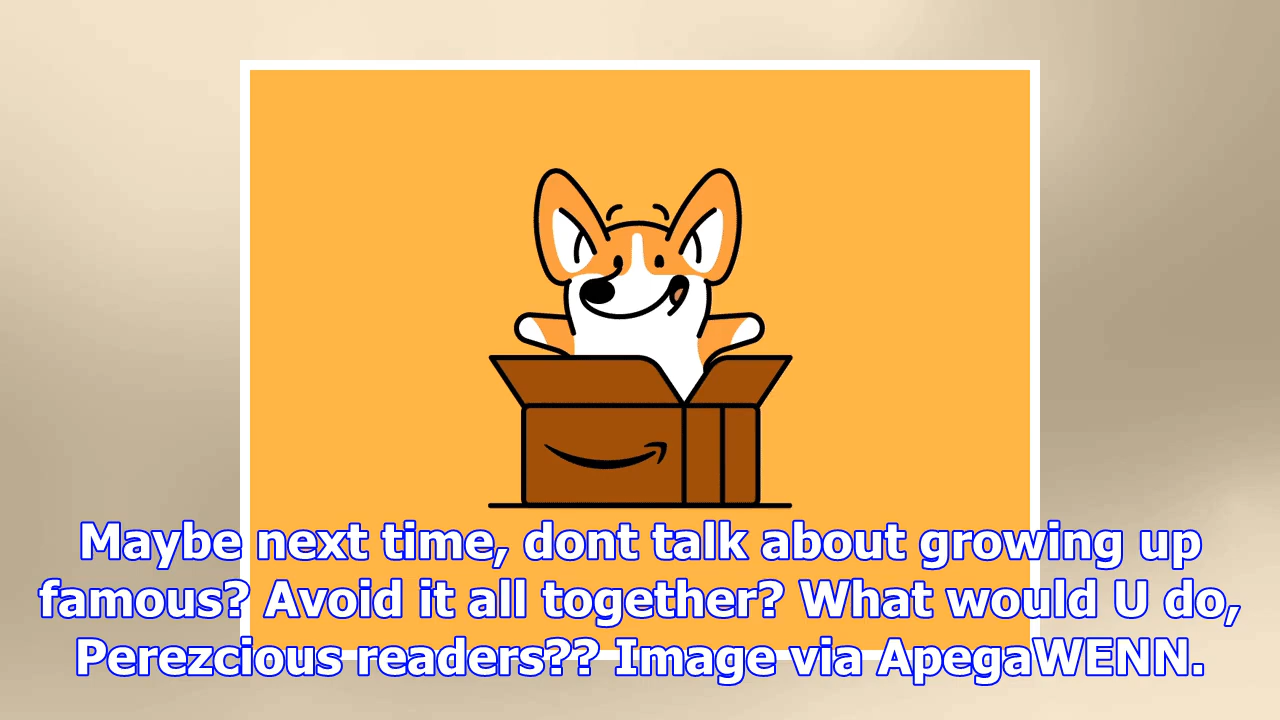 Maybe next time, dont talk about growing up
famous? Avoid it all together? What would U do,
Perezcious readers?? Image via ApegaWENN.